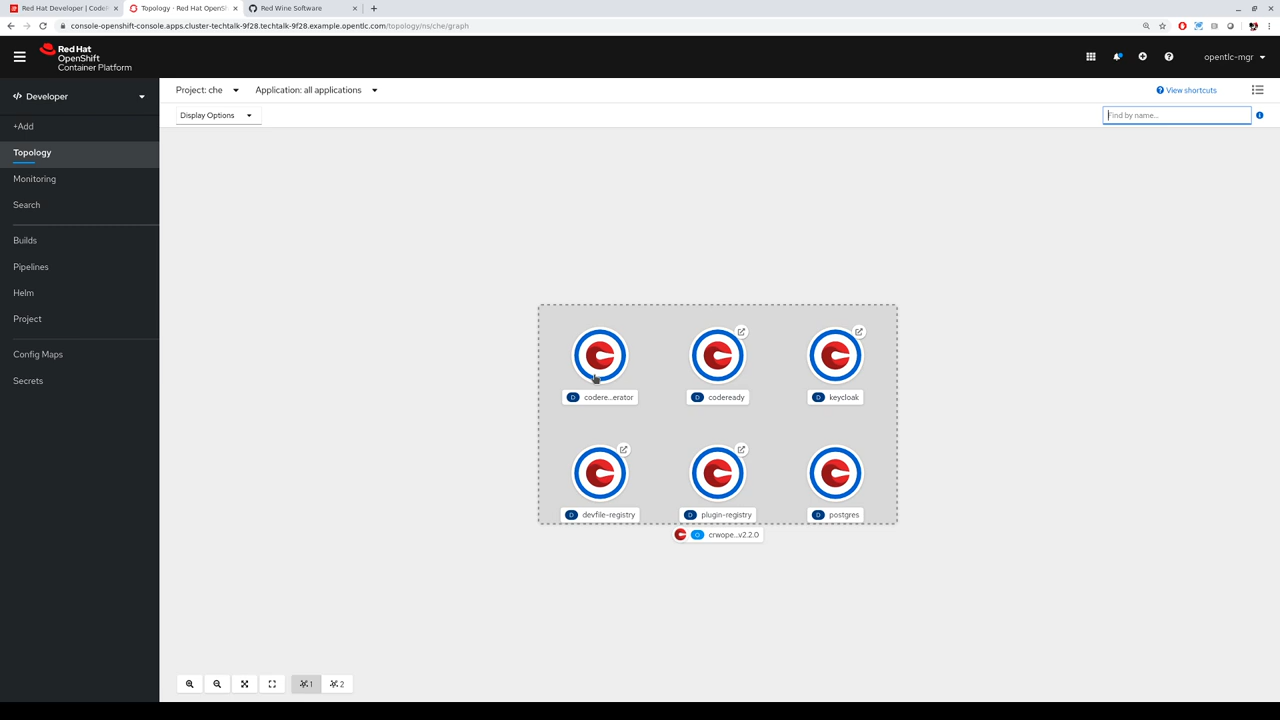 Red Hat Developer | Code
Topology · Red Hat OpenSh
Red Wine Software
console-openshift-console.apps.cluster-techtalk-9f28.techtalk-9f28.example.opentlc.com/topology/ns/che/graph
Red Hat
OpenShift
Container Platform
opentlc-mgr
Developer
Project: che
Application: all applications
View shortcuts
Display Options
Find by name...
+Add
Topology
Monitoring
Search
Builds
Pipelines
Helm
Project
Config Maps
Secrets
D codere...erator
D codeready
D keycloak
D devfile-registry
D plugin-registry
D postgres
O crwope...v2.2.0
1
2